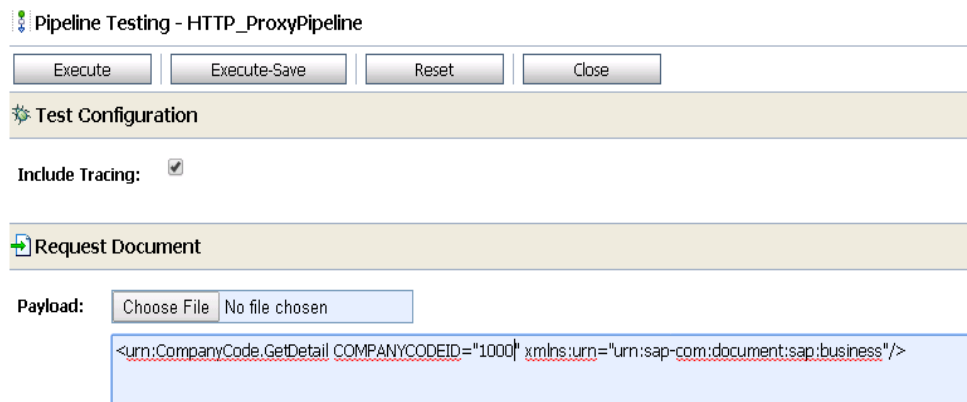 Pipeline Testing - HTTP_ProxyPipeline
Execute Execute-Save Reset Close
Test Configuration
Include Tracing:
Request Document
Payload: Choose File No file chosen
<urn:CompanyCode.GetDetail COMPANYCODEID="1000" xmlns:urn="urn:sap-com:document:sap:business"/>